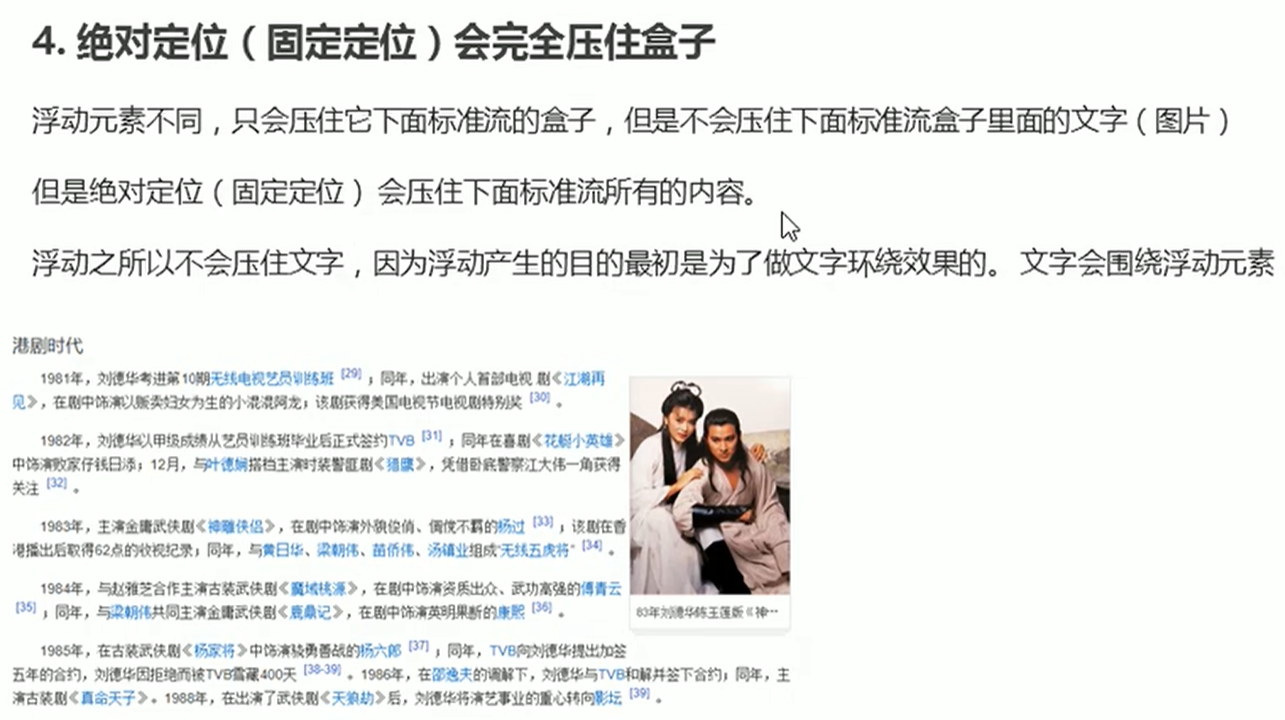 4. 绝对定位（固定定位）会完全压住盒子
浮动元素不同，只会压住它下面标准流的盒子，但是不会压住下面标准流盒子里面的文字（图片）
但是绝对定位（固定定位） 会压住下面标准流所有的内容。
浮动之所以不会压住文字，因为浮动产生的目的最初是为了做文字环绕效果的。 文字会围绕浮动元素
港剧时代
1981年，刘德华考进第10期无线电视艺员训练班 [29] ；同年，出演个人首部电视 剧《江湖再
见》，在剧中饰演以贩卖妇女为生的小混混阿龙；该剧获得美国电视节电视剧特别奖 [30] 。
1982年，刘德华以甲级成绩从艺员训练班毕业后正式签约TVB [31] ；同年在喜剧《花艇小英雄》
中饰演败家仔钱日添；12月，与叶德娴搭档主演时装警匪剧《猎鹰》，凭借卧底警察江大伟一角获得
关注 [32] 。
1983年，主演金庸武侠剧《神雕侠侣》，在剧中饰演外貌俊俏、倜傥不羁的杨过 [33] ；该剧在香
港播出后取得62点的收视纪录；同年，与黄日华、梁朝伟、苗侨伟、汤镇业组成“无线五虎将” [34] 。
83年刘德华陈玉莲版《神…
1984年，与赵雅芝合作主演古装武侠剧《魔域桃源》，在剧中饰演资质出众、武功高强的傅青云
[35] ；同年，与梁朝伟共同主演金庸武侠剧《鹿鼎记》，在剧中饰演英明果断的康熙 [36] 。
1985年，在古装武侠剧《杨家将》中饰演骁勇善战的杨六郎 [37] ；同年，TVB向刘德华提出加签
五年的合约，刘德华因拒绝而被TVB雪藏400天 [38-39] 。1986年，在邵逸夫的调解下，刘德华与TVB和解并签下合约；同年，主
演古装剧《真命天子》。1988年，在出演了武侠剧《天狼劫》后，刘德华将演艺事业的重心转向影坛 [39] 。